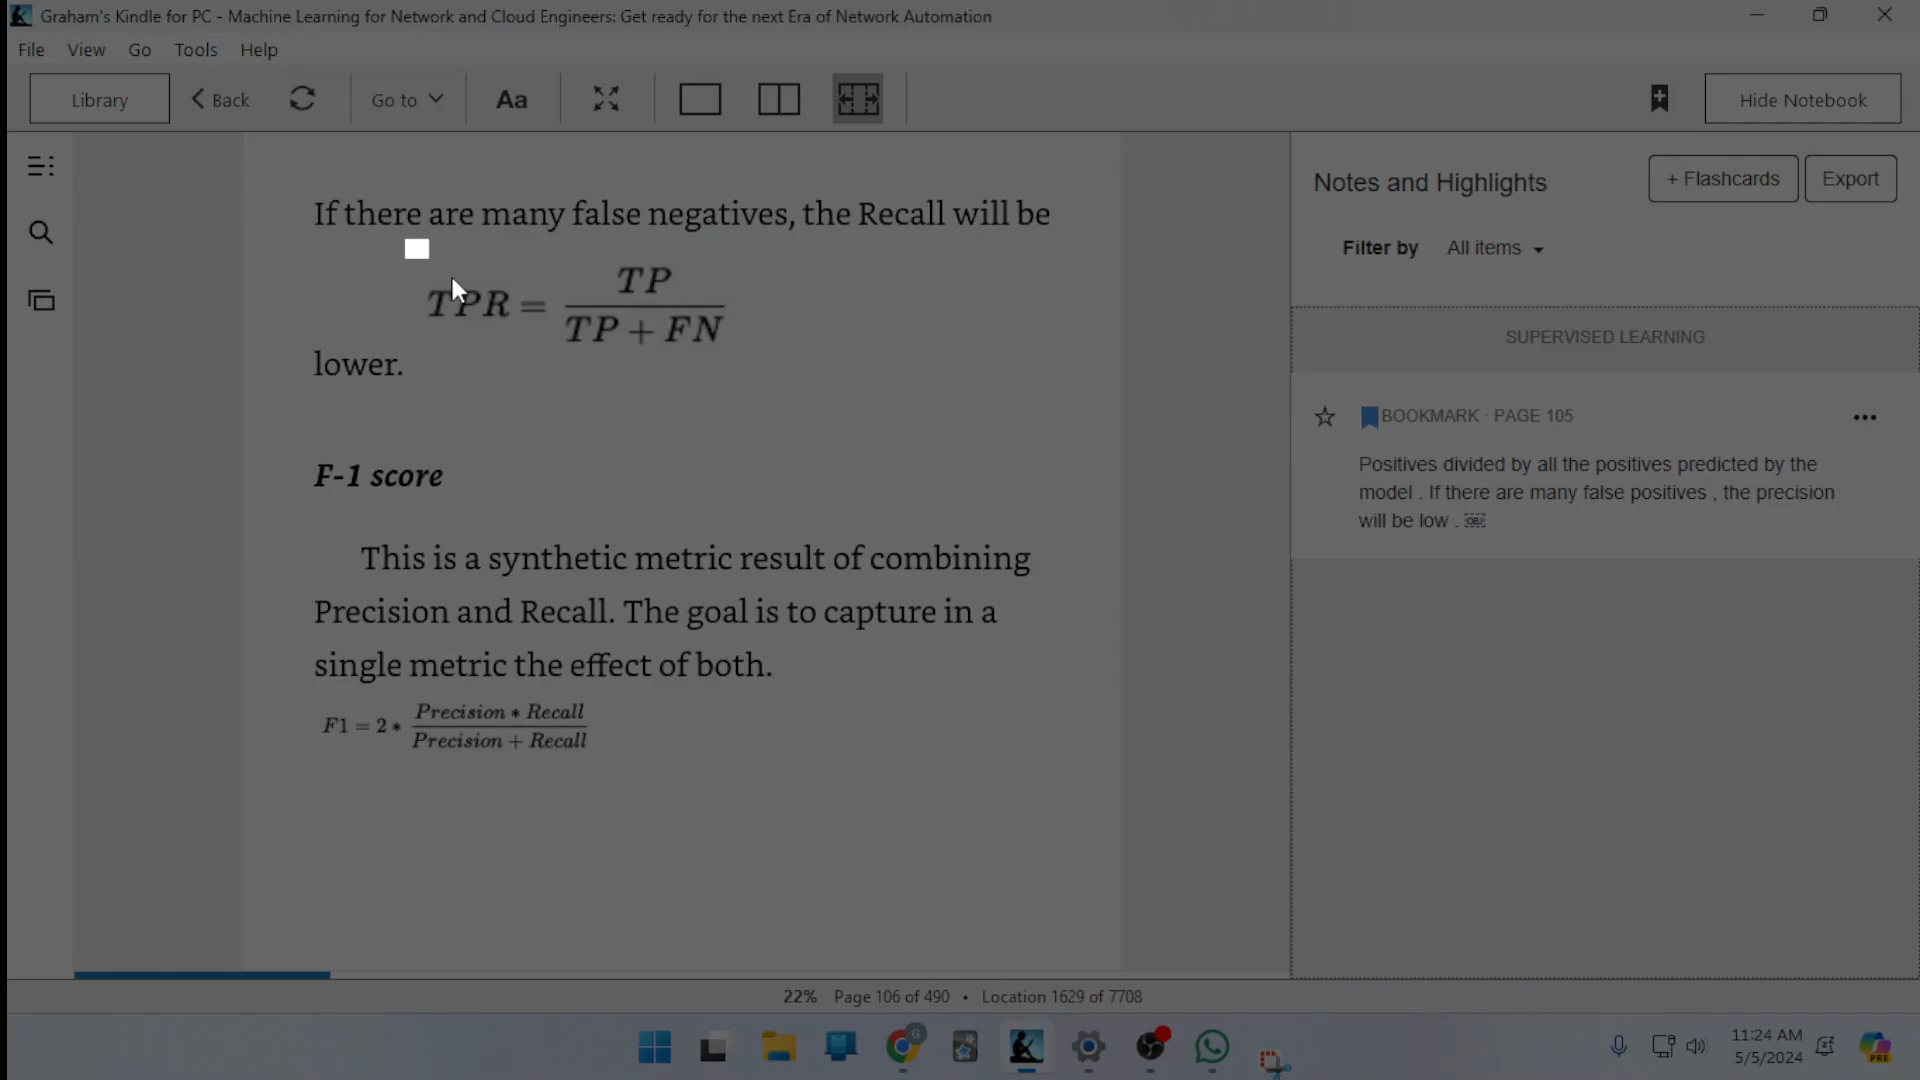 Graham's Kindle for PC - Machine Learning for Network and Cloud Engineers: Get ready for the next Era of Network Automation
File View Go Tools Help
Library Back Go to Aa Hide Notebook
If there are many false negatives, the Recall will be
TPR = TP / TP + FN
lower.
F-1 score
This is a synthetic metric result of combining
Precision and Recall. The goal is to capture in a
single metric the effect of both.
F1 = 2 * Precision * Recall / Precision + Recall
Notes and Highlights
+ Flashcards Export
Filter by All items
SUPERVISED LEARNING
BOOKMARK · PAGE 105
Positives divided by all the positives predicted by the
model . If there are many false positives , the precision
will be low . OBJ
22% Page 106 of 490 • Location 1629 of 7708
G
11:24 AM
5/5/2024
PRE